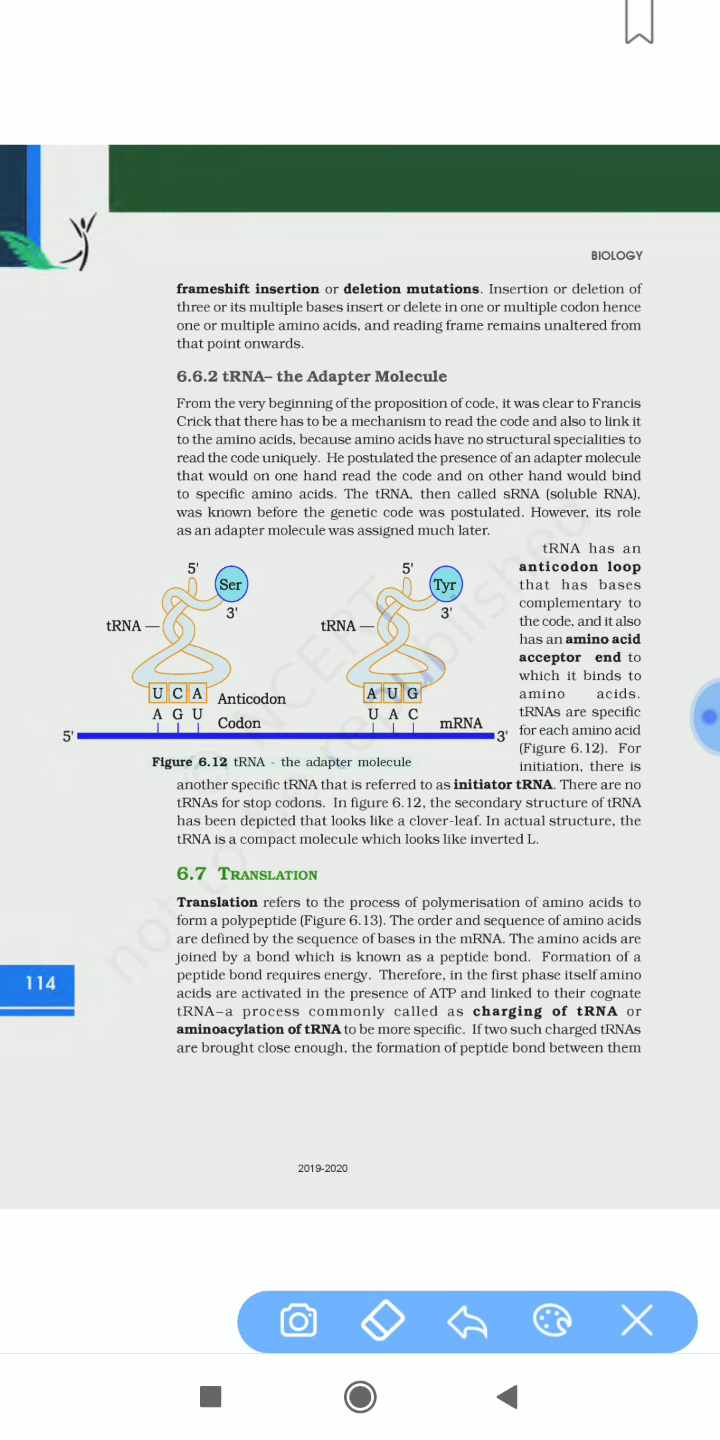 BIOLOGY
frameshift insertion or deletion mutations. Insertion or deletion of
three or its multiple bases insert or delete in one or multiple codon hence
one or multiple amino acids, and reading frame remains unaltered from
that point onwards.
6.6.2 tRNA– the Adapter Molecule
From the very beginning of the proposition of code, it was clear to Francis
Crick that there has to be a mechanism to read the code and also to link it
to the amino acids, because amino acids have no structural specialities to
read the code uniquely. He postulated the presence of an adapter molecule
that would on one hand read the code and on other hand would bind
to specific amino acids. The tRNA, then called sRNA (soluble RNA),
was known before the genetic code was postulated. However, its role
as an adapter molecule was assigned much later.
tRNA has an
anticodon loop
that has bases
complementary to
the code, and it also
has an amino acid
acceptor end to
which it binds to
amino acids.
tRNAs are specific
for each amino acid
(Figure 6.12). For
initiation, there is
5' Ser 5' Tyr
3' 3'
tRNA tRNA
U C A Anticodon A U G
A G U Codon U A C mRNA
5' 3'
Figure 6.12 tRNA - the adapter molecule
another specific tRNA that is referred to as initiator tRNA. There are no
tRNAs for stop codons. In figure 6.12, the secondary structure of tRNA
has been depicted that looks like a clover-leaf. In actual structure, the
tRNA is a compact molecule which looks like inverted L.
6.7 TRANSLATION
Translation refers to the process of polymerisation of amino acids to
form a polypeptide (Figure 6.13). The order and sequence of amino acids
are defined by the sequence of bases in the mRNA. The amino acids are
joined by a bond which is known as a peptide bond. Formation of a
peptide bond requires energy. Therefore, in the first phase itself amino
acids are activated in the presence of ATP and linked to their cognate
tRNA–a process commonly called as charging of tRNA or
aminoacylation of tRNA to be more specific. If two such charged tRNAs
are brought close enough, the formation of peptide bond between them
114
2019-2020
© NCERT
not to be republished